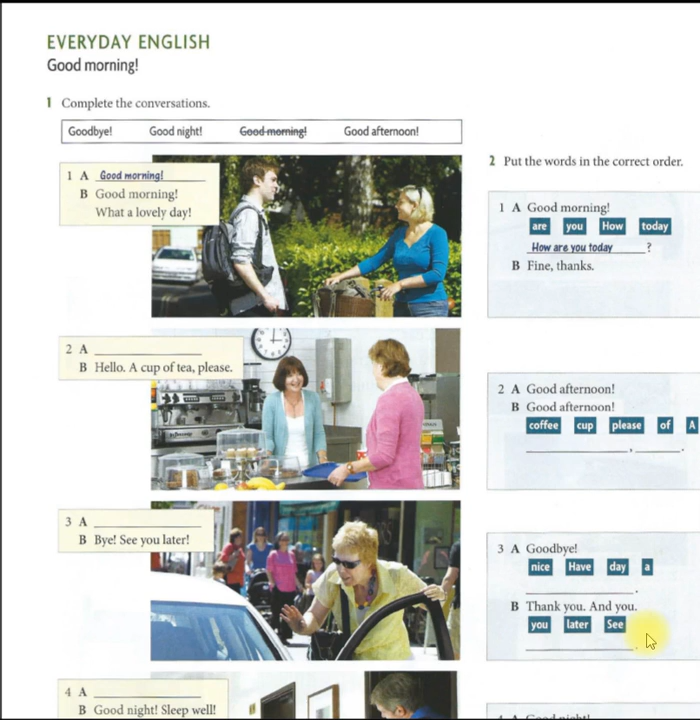 EVERYDAY ENGLISH
Good morning!
1 Complete the conversations.
Goodbye! Good night! Good morning! Good afternoon!
1 A Good morning!
B Good morning!
What a lovely day!
2 A
B Hello. A cup of tea, please.
3 A
B Bye! See you later!
4 A
B Good night! Sleep well!
2 Put the words in the correct order.
1 A Good morning!
are you How today
How are you today ?
B Fine, thanks.
2 A Good afternoon!
B Good afternoon!
coffee cup please of A
, .
3 A Goodbye!
nice Have day a
.
B Thank you. And you.
you later See
.
4 A Good night!